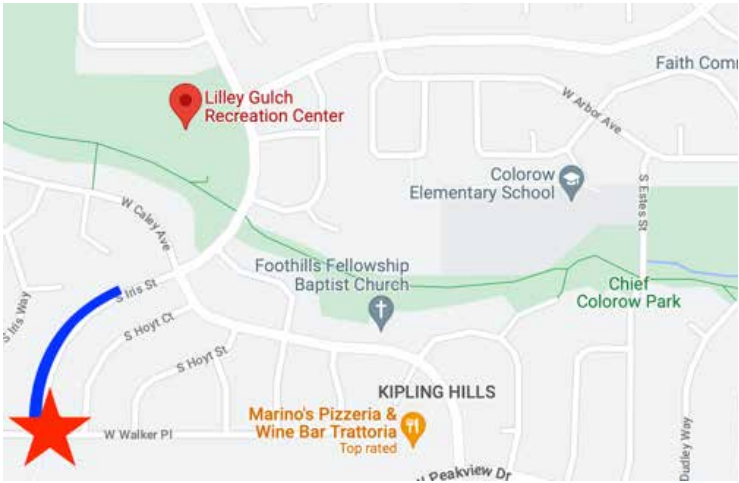 Faith Comm
Lilley Gulch
Recreation Center
W Arbor Ave
Colorow
Elementary School
S Estes St
W Caley Ave
Foothills Fellowship
Baptist Church
Chief
Colorow Park
S Iris St
S Iris Way
S Hoyt Ct
S Hoyt St
KIPLING HILLS
Marino's Pizzeria &
Wine Bar Trattoria
Top rated
W Walker Pl
Dudley Way
W Peakview Dr